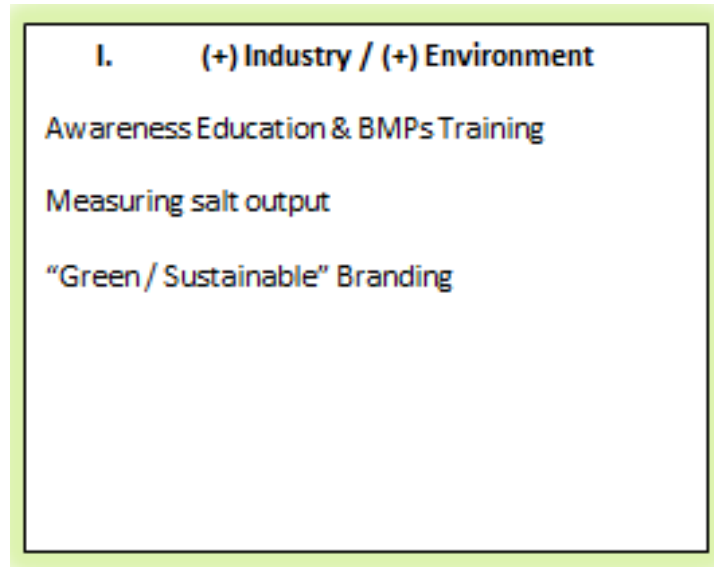 I. (+) Industry / (+) Environment
Awareness Education & BMPs Training
Measuring salt output
“Green / Sustainable” Branding